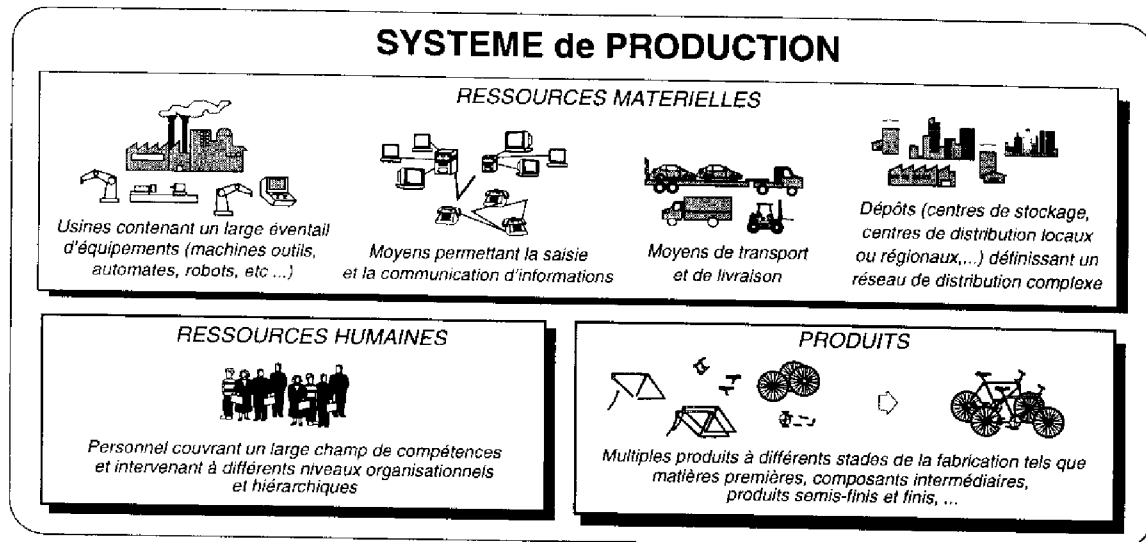 SYSTEME de PRODUCTION
RESSOURCES MATERIELLES
Usines contenant un large éventail
d'équipements (machines outils,
automates, robots, etc ...)
Moyens permettant la saisie
et la communication d'informations
Moyens de transport
et de livraison
Dépôts (centres de stockage,
centres de distribution locaux
ou régionaux,...) définissant un
réseau de distribution complexe
RESSOURCES HUMAINES
Personnel couvrant un large champ de compétences
et intervenant à différents niveaux organisationnels
et hiérarchiques
PRODUITS
Multiples produits à différents stades de la fabrication tels que
matières premières, composants intermédiaires,
produits semis-finis et finis, ...